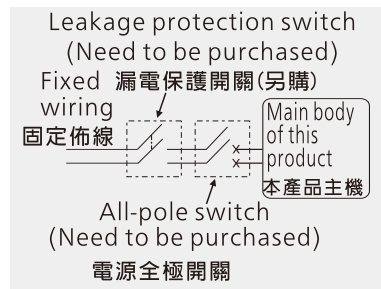 Leakage protection switch
(Need to be purchased)
Fixed 漏電保護開關(另購)
wiring
固定佈線
Main body
of this
product
本產品主機
All-pole switch
(Need to be purchased)
電源全極開關